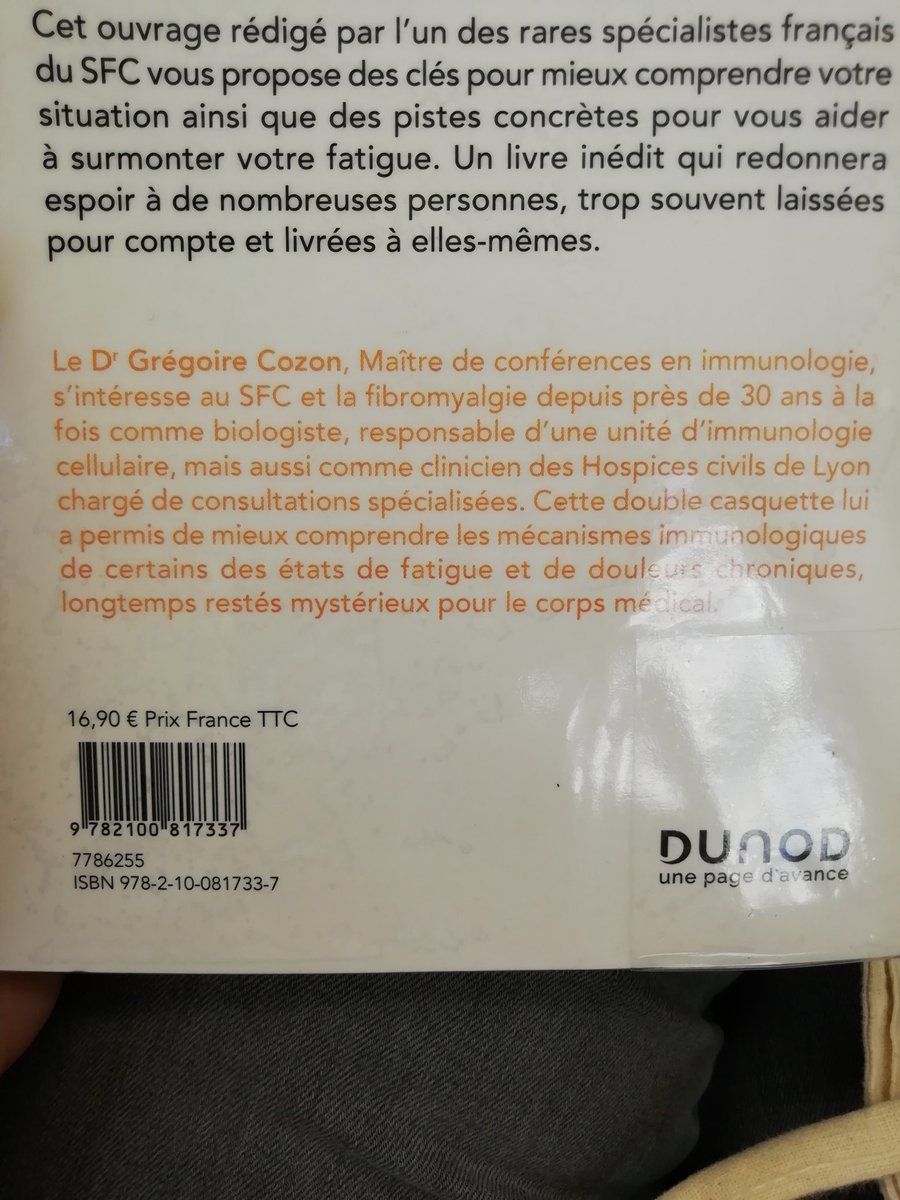 Cet ouvrage rédigé par l'un des rares spécialistes français
du SFC vous propose des clés pour mieux comprendre votre
situation ainsi que des pistes concrètes pour vous aider
à surmonter votre fatigue. Un livre inédit qui redonnera
espoir à de nombreuses personnes, trop souvent laissées
pour compte et livrées à elles-mêmes.
Le Dr Grégoire Cozon, Maître de conférences en immunologie,
s'intéresse au SFC et la fibromyalgie depuis près de 30 ans à la
fois comme biologiste, responsable d'une unité d'immunologie
cellulaire, mais aussi comme clinicien des Hospices civils de Lyon
chargé de consultations spécialisées. Cette double casquette lui
a permis de mieux comprendre les mécanismes immunologiques
de certains des états de fatigue et de douleurs chroniques,
longtemps restés mystérieux pour le corps médical.
16,90 € Prix France TTC
9 782100 817337
7786255
ISBN 978-2-10-081733-7
DUNOD
une page d'avance